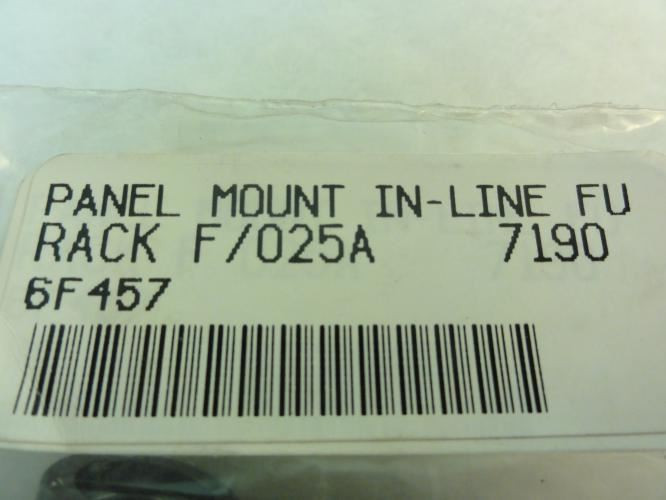 PANEL MOUNT IN-LINE FU
RACK F/025A 7190
6F457